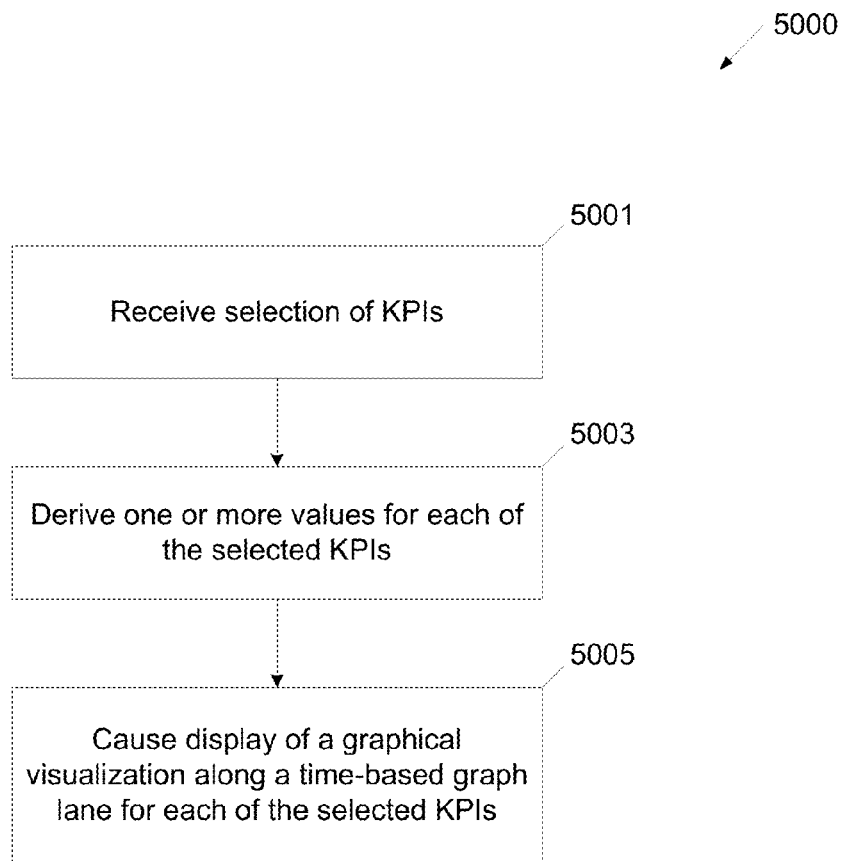 5000
5001
Receive selection of KPIs
5003
Derive one or more values for each of
the selected KPIs
5005
Cause display of a graphical
visualization along a time-based graph
lane for each of the selected KPIs